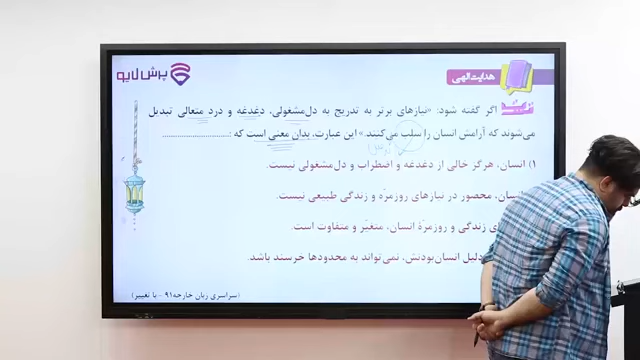 پرش لایو
هدایت الهی
تست اگر گفته شود: «نیازهای برتر به تدریج به دل‌مشغولی، دغدغه و درد متعالی تبدیل
می‌شوند که آرامش انسان را سلب می‌کنند.» این عبارت، بدان معنی است که: ........................
۱) انسان، هرگز خالی از دغدغه و اضطراب و دل‌مشغولی نیست.
انسان، محصور در نیازهای روزمرّه و زندگی طبیعی نیست.
زندگی و روزمرّهٔ انسان، متغیّر و متفاوت است.
دلیل انسان‌بودنش، نمی‌تواند به محدودها خرسند باشد.
(سراسری زبان خارجه ۹۱ - با تغییر)